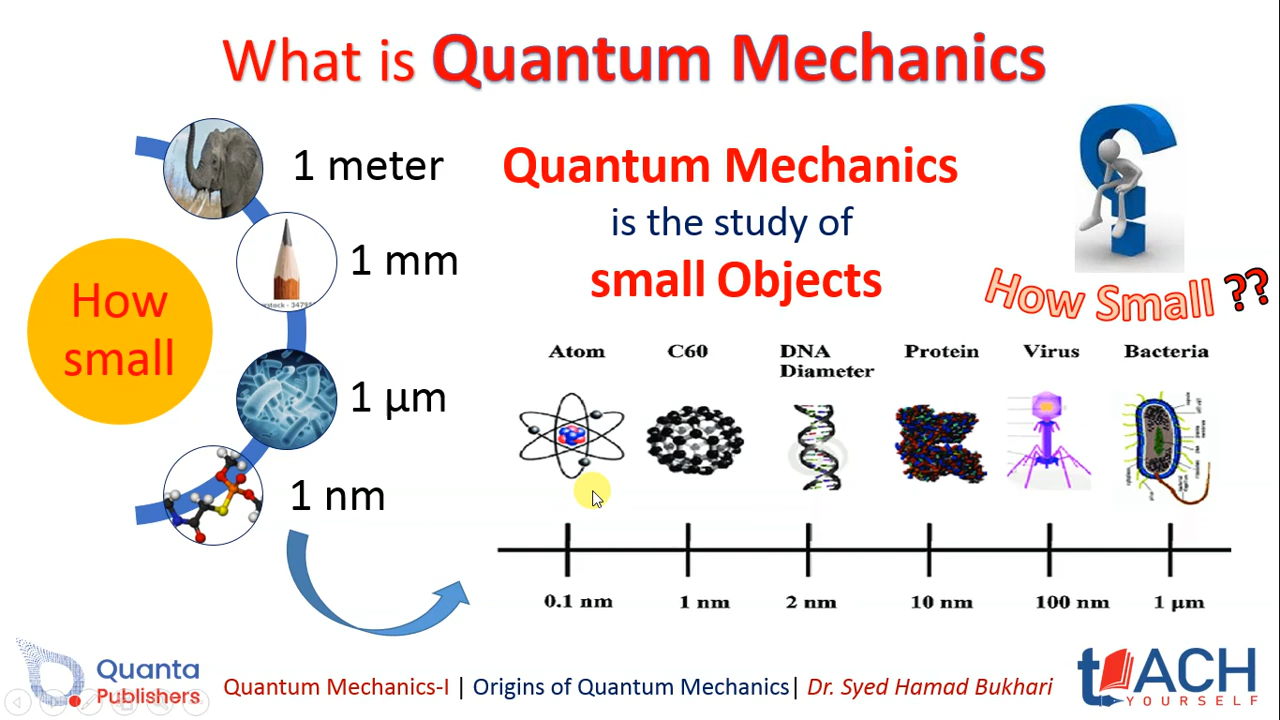 What is Quantum Mechanics
1 meter
1 mm
1 µm
1 nm
How
small
Quantum Mechanics
is the study of
small Objects
How Small ??
Atom
C60
DNA
Diameter
Protein
Virus
Bacteria
0.1 nm
1 nm
2 nm
10 nm
100 nm
1 µm
Quanta
Publishers
Quantum Mechanics-I | Origins of Quantum Mechanics| Dr. Syed Hamad Bukhari
tEACH
YOURSELF